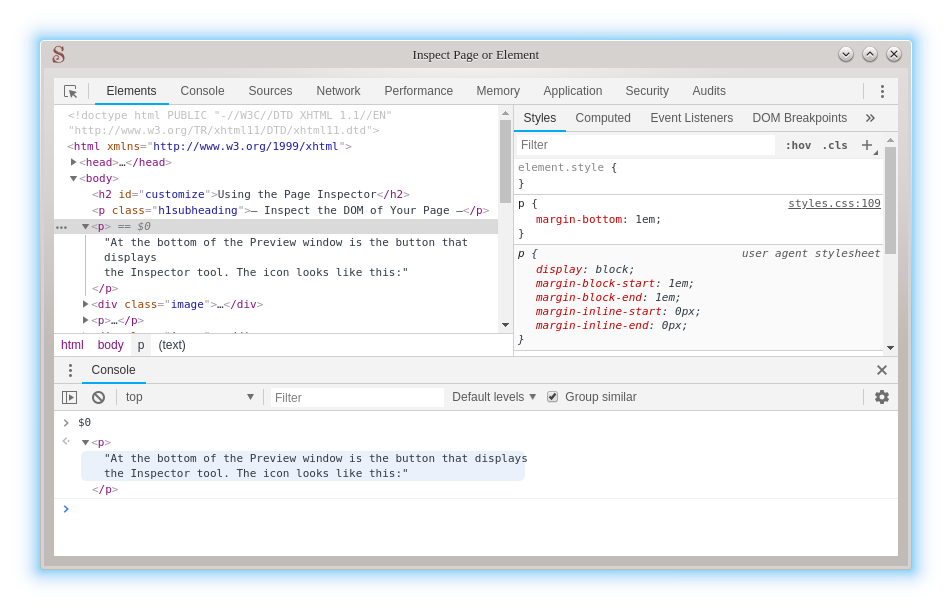 Inspect Page or Element
Elements Console Sources Network Performance Memory Application Security Audits
<!doctype html PUBLIC "-//W3C//DTD XHTML 1.1//EN"
"http://www.w3.org/TR/xhtml11/DTD/xhtml11.dtd">
<html xmlns="http://www.w3.org/1999/xhtml">
<head>…</head>
<body>
<h2 id="customize">Using the Page Inspector</h2>
<p class="h1subheading">— Inspect the DOM of Your Page —</p>
<p> == $0
"At the bottom of the Preview window is the button that
displays
the Inspector tool. The icon looks like this:"
</p>
<div class="image">…</div>
<p>…</p>
html body p (text)
Styles Computed Event Listeners DOM Breakpoints »
Filter :hov .cls +
element.style {
}
p { styles.css:109
margin-bottom: 1em;
}
p { user agent stylesheet
display: block;
margin-block-start: 1em;
margin-block-end: 1em;
margin-inline-start: 0px;
margin-inline-end: 0px;
}
Console
top Filter Default levels Group similar
> $0
<p>
"At the bottom of the Preview window is the button that displays
the Inspector tool. The icon looks like this:"
</p>
>